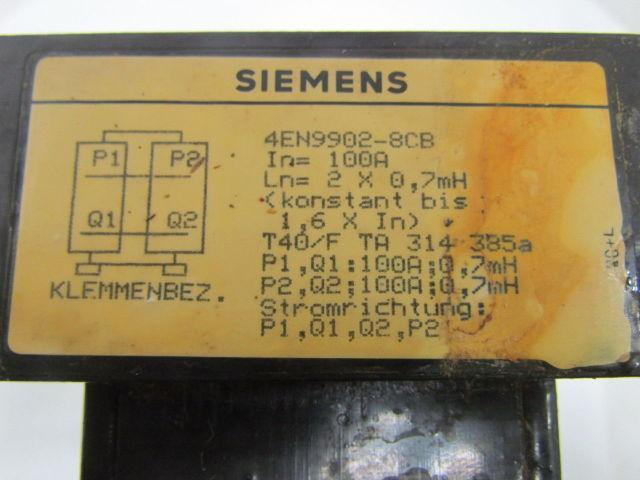 SIEMENS
4EN9902-8CB
In= 100A
Ln= 2 X 0,7mH
(konstant bis
1,6 X In)
T40/F TA 314 385a
P1,Q1:100A;0,7mH
P2,Q2:100A;0,7mH
Stromrichtung:
P1,Q1,Q2,P2
P1 P2
Q1 Q2
KLEMMENBEZ.